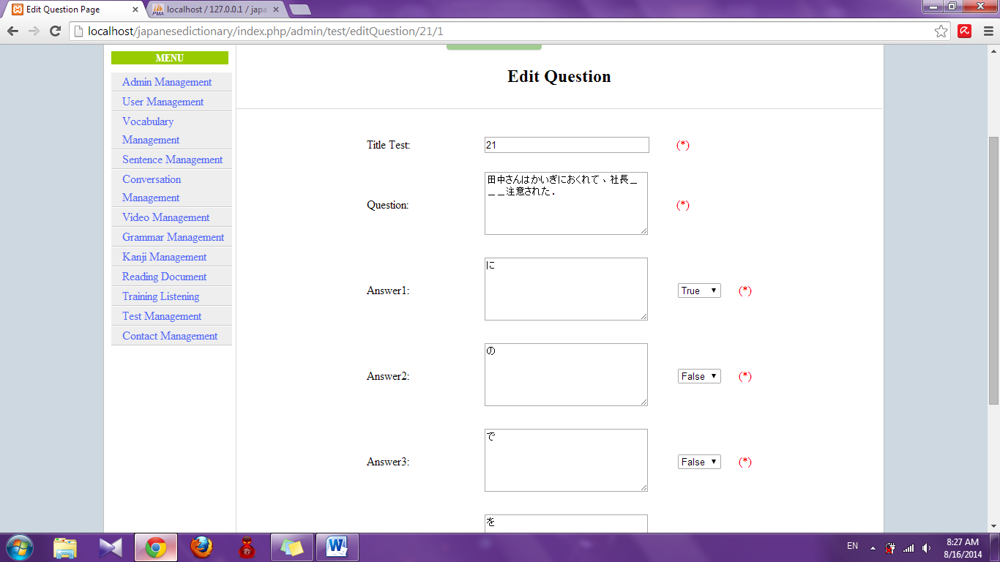 Edit Question Page
localhost / 127.0.0.1 / japa
localhost/japanesedictionary/index.php/admin/test/editQuestion/21/1
MENU
Admin Management
User Management
Vocabulary
Management
Sentence Management
Conversation
Management
Video Management
Grammar Management
Kanji Management
Reading Document
Training Listening
Test Management
Contact Management
Edit Question
Title Test: 21 (*)
Question: 田中さんはかいぎにおくれて、社長＿
＿＿注意された. (*)
Answer1: に True (*)
Answer2: の False (*)
Answer3: で False (*)
を
EN 8:27 AM
8/16/2014